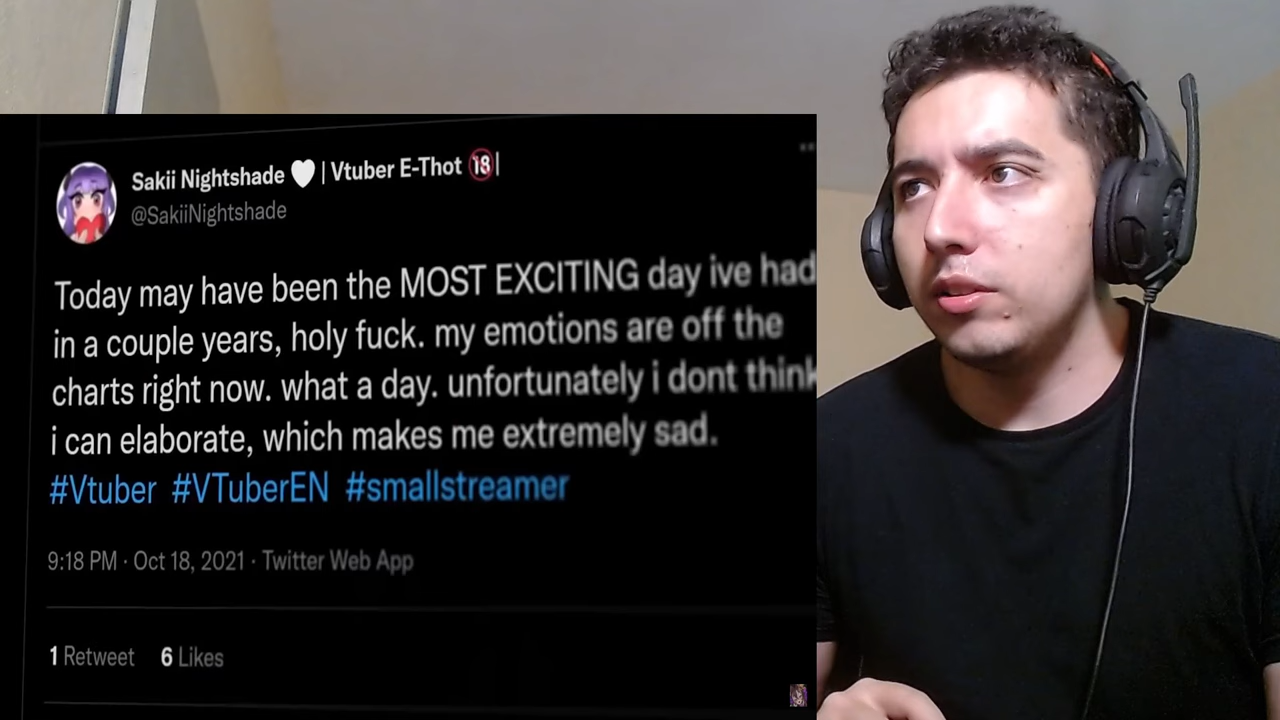 Sakii Nightshade 🤍 | Vtuber E-Thot 🔞|
@SakiiNightshade
Today may have been the MOST EXCITING day ive had
in a couple years, holy fuck. my emotions are off the
charts right now. what a day. unfortunately i dont think
i can elaborate, which makes me extremely sad.
#Vtuber #VTuberEN #smallstreamer
9:18 PM · Oct 18, 2021 · Twitter Web App
1 Retweet 6 Likes